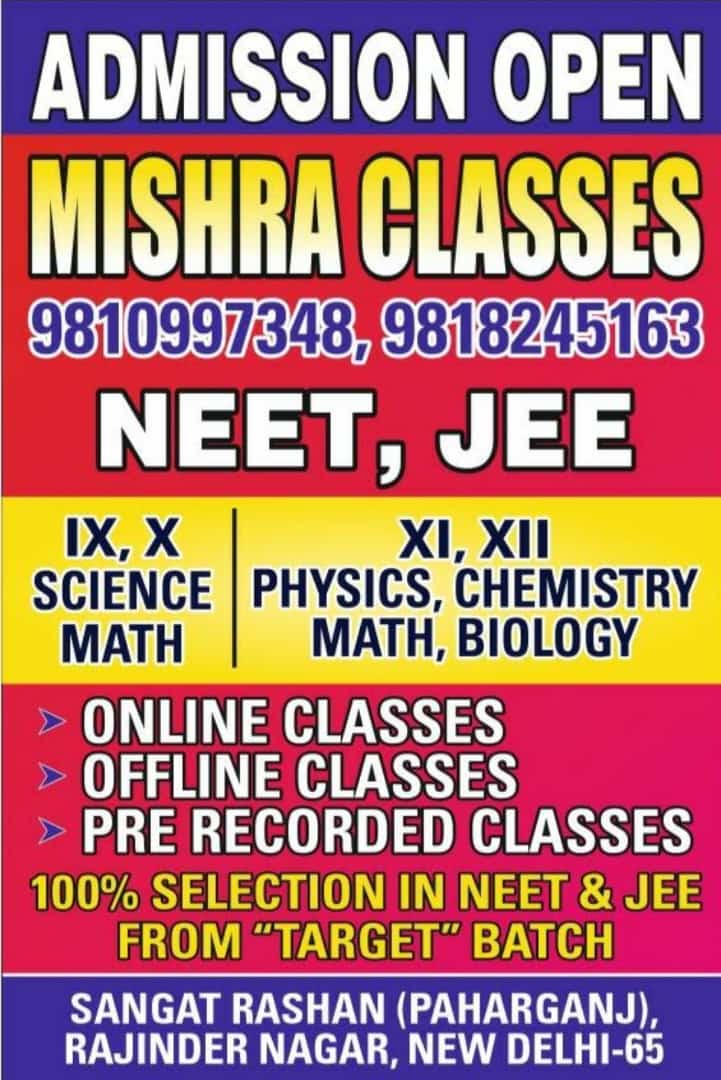 ADMISSION OPEN
MISHRA CLASSES
9810997348, 9818245163
NEET, JEE
IX, X
SCIENCE
MATH
XI, XII
PHYSICS, CHEMISTRY
MATH, BIOLOGY
ONLINE CLASSES
OFFLINE CLASSES
PRE RECORDED CLASSES
100% SELECTION IN NEET & JEE
FROM “TARGET” BATCH
SANGAT RASHAN (PAHARGANJ),
RAJINDER NAGAR, NEW DELHI-65